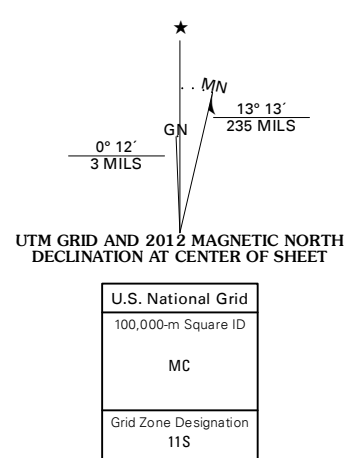 ★
MN
GN
13° 13´
235 MILS
0° 12´
3 MILS
UTM GRID AND 2012 MAGNETIC NORTH
DECLINATION AT CENTER OF SHEET
U.S. National Grid
100,000-m Square ID
MC
Grid Zone Designation
11S